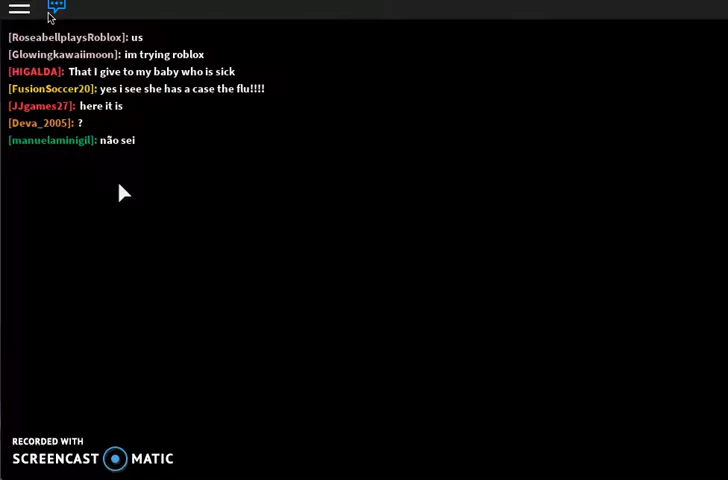 [RoseabellplaysRoblox]: us
[Glowingkawaiimoon]: im trying roblox
[HIGALDA]: That I give to my baby who is sick
[FusionSoccer20]: yes i see she has a case the flu!!!!
[JJgames27]: here it is
[Deva_2005]: ?
[manuelaminigil]: não sei
RECORDED WITH
SCREENCAST MATIC